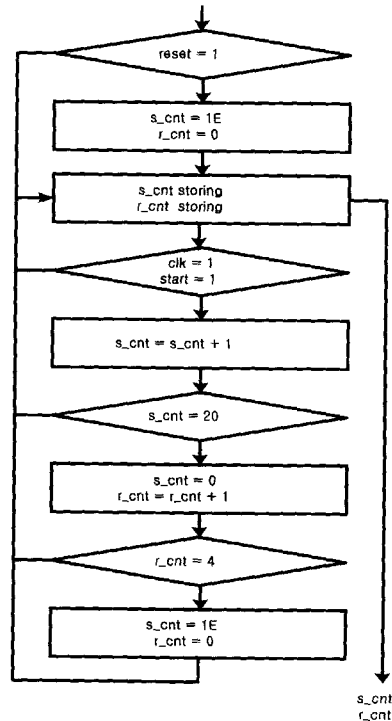 reset = 1
s_cnt = 1E
r_cnt = 0
s_cnt storing
r_cnt storing
clk = 1
start = 1
s_cnt = s_cnt + 1
s_cnt = 20
s_cnt = 0
r_cnt = r_cnt + 1
r_cnt = 4
s_cnt = 1E
r_cnt = 0
s_cnt
r_cnt